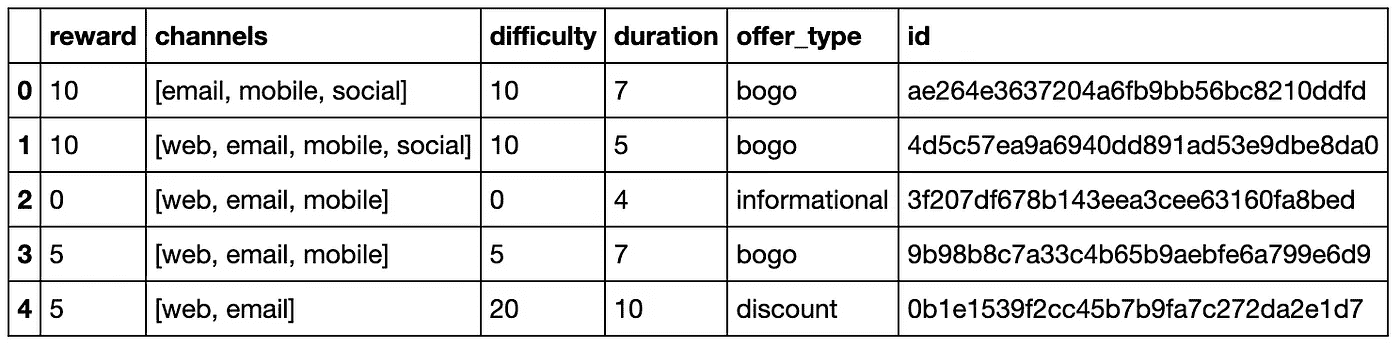 reward channels difficulty duration offer_type id
0 10 [email, mobile, social] 10 7 bogo ae264e3637204a6fb9bb56bc8210ddfd
1 10 [web, email, mobile, social] 10 5 bogo 4d5c57ea9a6940dd891ad53e9dbe8da0
2 0 [web, email, mobile] 0 4 informational 3f207df678b143eea3cee63160fa8bed
3 5 [web, email, mobile] 5 7 bogo 9b98b8c7a33c4b65b9aebfe6a799e6d9
4 5 [web, email] 20 10 discount 0b1e1539f2cc45b7b9fa7c272da2e1d7